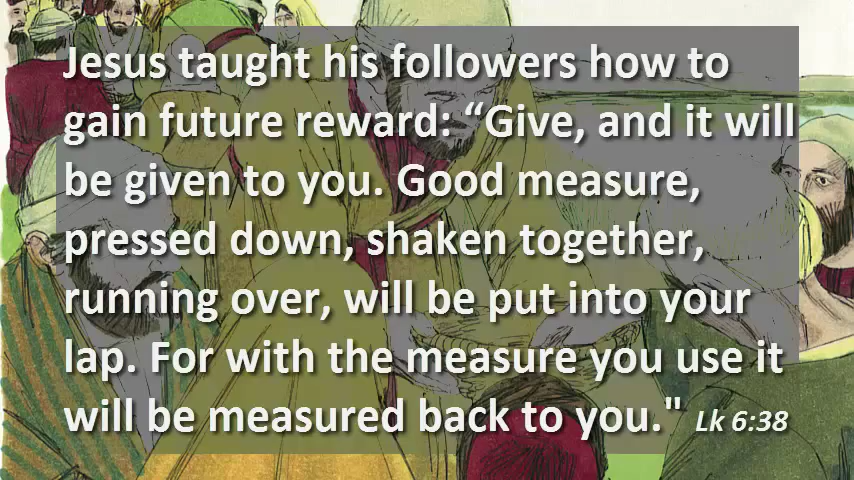 Jesus taught his followers how to
gain future reward: “Give, and it will
be given to you. Good measure,
pressed down, shaken together,
running over, will be put into your
lap. For with the measure you use it
will be measured back to you." Lk 6:38